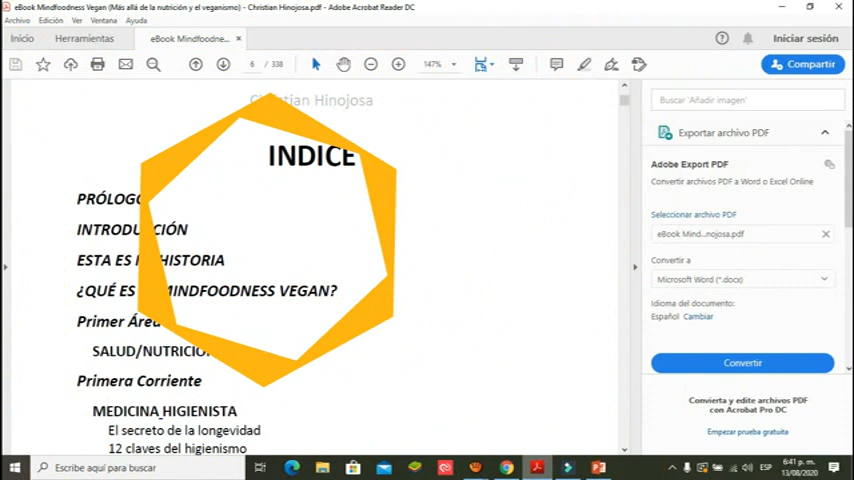 eBook Mindfoodness Vegan (Más allá de la nutrición y el veganismo) - Christian Hinojosa.pdf - Adobe Acrobat Reader DC
Archivo Edición Ver Ventana Ayuda
Inicio Herramientas eBook Mindfoodne... × Iniciar sesión
6 / 338 147% Compartir
Christian Hinojosa
INDICE
PRÓLOGO
INTRODUCCIÓN
ESTA ES HISTORIA
¿QUÉ ES MINDFOODNESS VEGAN?
Primer Área
SALUD/NUTRICIÓN
Primera Corriente
MEDICINA HIGIENISTA
El secreto de la longevidad
12 claves del higienismo
Buscar 'Añadir imagen'
Exportar archivo PDF
Adobe Export PDF
Convertir archivos PDF a Word o Excel Online
Seleccionar archivo PDF
eBook Mind...nojosa.pdf
Convertir a
Microsoft Word (*.docx)
Idioma del documento:
Español Cambiar
Convertir
Convierta y edite archivos PDF
con Acrobat Pro DC
Empezar prueba gratuita
Escribe aquí para buscar
ESP
6:41 p. m.
13/08/2020